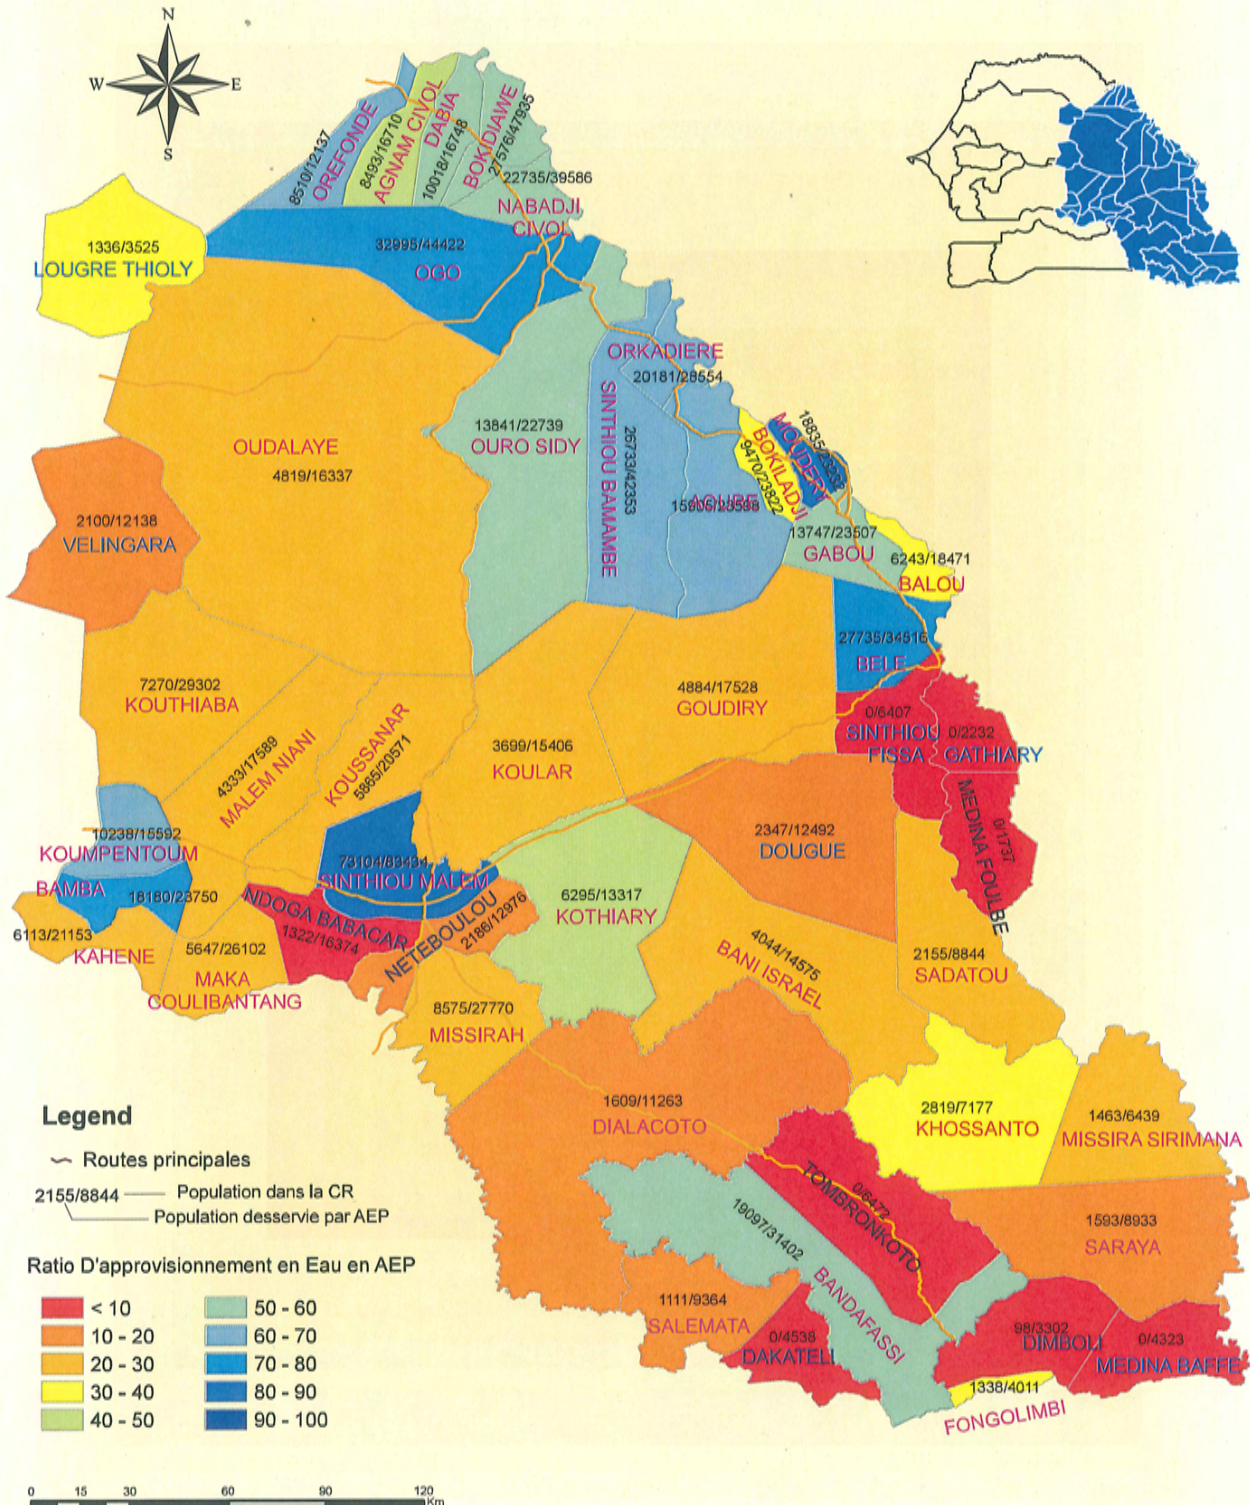 N
W
E
S
8510/12137
OREFONDE
8493/16710
AGNAM CIVOL
DABIA
10018/16748
BOKIDIAWE
27576/47935
22735/39586
NABADJI
CIVOL
1336/3525
LOUGRE THIOLY
32995/44422
OGO
ORKADIERE
20181/28554
13841/22739
OURO SIDY
SINTHIOU BAMAMBE
26733/42353
OUDALAYE
4819/16337
MOUDERY
BOKILADJI
9470/23822
13747/23507
GABOU
6243/18471
BALOU
2100/12138
VELINGARA
27735/34516
BELE
7270/29302
KOUTHIABA
4884/17528
GOUDIRY
0/6407
SINTHIOU
FISSA
0/2232
GATHIARY
4333/17589
MALEM NIANI
KOUSSANAR
5865/20571
3699/15406
KOULAR
MEDINA FOULBE
0/1737
10238/15592
KOUMPENTOUM
2347/12492
DOUGUE
73104/83434
SINTHIOU MALEM
BAMBA
18180/23750
NDOGA BABACAR
1322/16374
NETEBOULOU
2186/12976
6295/13317
KOTHIARY
6113/21153
KAHENE
5647/26102
MAKA
COULIBANTANG
4044/14575
BANI ISRAEL
2155/8844
SADATOU
8575/27770
MISSIRAH
1609/11263
DIALACOTO
2819/7177
KHOSSANTO
1463/6439
MISSIRA SIRIMANA
0/6472
TOMBRONKOTO
19097/31402
BANDAFASSI
1593/8933
SARAYA
1111/9364
SALEMATA
0/4538
DAKATELI
98/3302
DIMBOLI
0/4323
MEDINA BAFFE
1338/4011
FONGOLIMBI
Legend
Routes principales
2155/8844
Population dans la CR
Population desservie par AEP
Ratio D'approvisionnement en Eau en AEP
< 10
10 - 20
20 - 30
30 - 40
40 - 50
50 - 60
60 - 70
70 - 80
80 - 90
90 - 100
0 15 30 60 90 120
Km